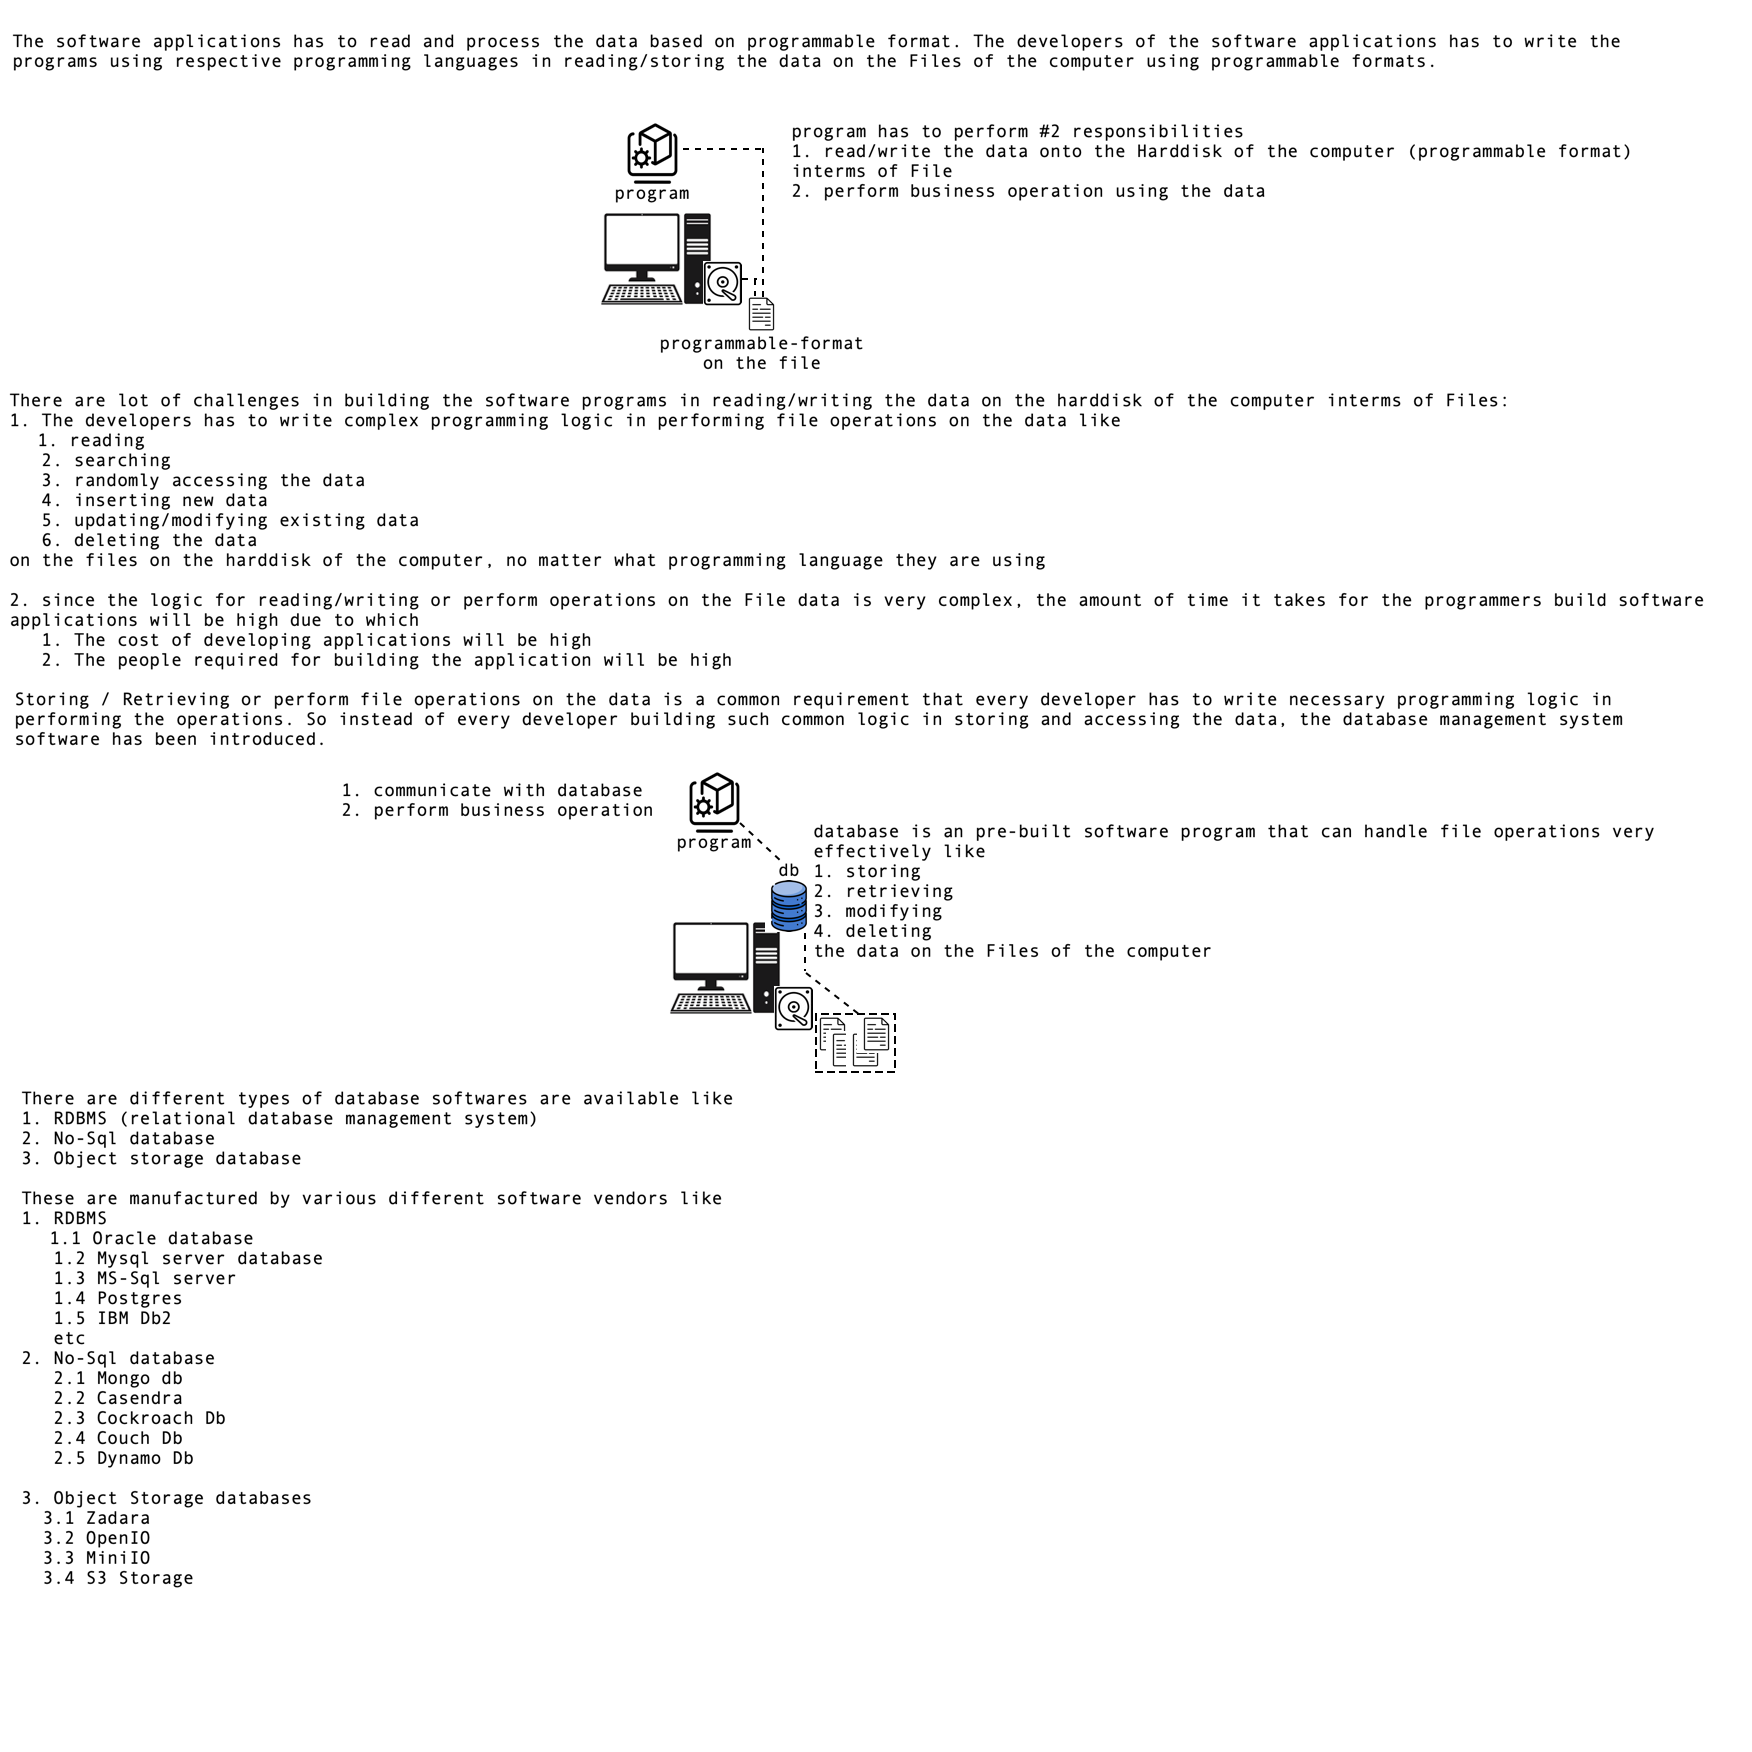 The software applications has to read and process the data based on programmable format. The developers of the software applications has to write the
programs using respective programming languages in reading/storing the data on the Files of the computer using programmable formats.
program has to perform #2 responsibilities
1. read/write the data onto the Harddisk of the computer (programmable format)
interms of File
2. perform business operation using the data
program
programmable-format
on the file
There are lot of challenges in building the software programs in reading/writing the data on the harddisk of the computer interms of Files:
1. The developers has to write complex programming logic in performing file operations on the data like
1. reading
2. searching
3. randomly accessing the data
4. inserting new data
5. updating/modifying existing data
6. deleting the data
on the files on the harddisk of the computer, no matter what programming language they are using
2. since the logic for reading/writing or perform operations on the File data is very complex, the amount of time it takes for the programmers build software
applications will be high due to which
1. The cost of developing applications will be high
2. The people required for building the application will be high
Storing / Retrieving or perform file operations on the data is a common requirement that every developer has to write necessary programming logic in
performing the operations. So instead of every developer building such common logic in storing and accessing the data, the database management system
software has been introduced.
1. communicate with database
2. perform business operation
program
database is an pre-built software program that can handle file operations very
effectively like
db
1. storing
2. retrieving
3. modifying
4. deleting
the data on the Files of the computer
There are different types of database softwares are available like
1. RDBMS (relational database management system)
2. No-Sql database
3. Object storage database
These are manufactured by various different software vendors like
1. RDBMS
1.1 Oracle database
1.2 Mysql server database
1.3 MS-Sql server
1.4 Postgres
1.5 IBM Db2
etc
2. No-Sql database
2.1 Mongo db
2.2 Casendra
2.3 Cockroach Db
2.4 Couch Db
2.5 Dynamo Db
3. Object Storage databases
3.1 Zadara
3.2 OpenIO
3.3 MiniIO
3.4 S3 Storage